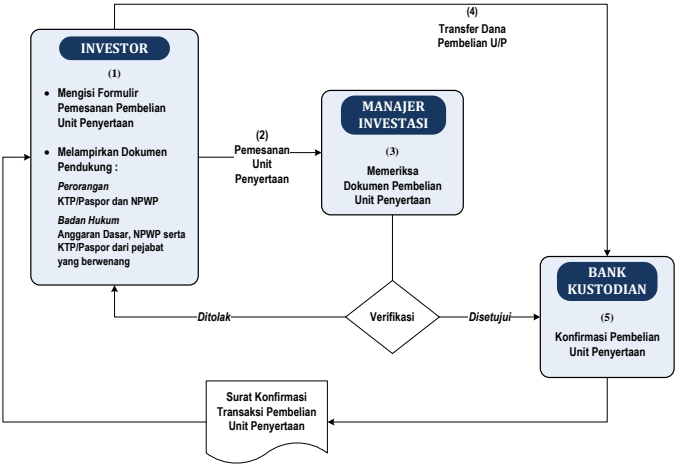 (4)
Transfer Dana
Pembelian U/P
INVESTOR
(1)
• Mengisi Formulir
Pemesanan Pembelian
Unit Penyertaan
• Melampirkan Dokumen
Pendukung :
Perorangan
KTP/Paspor dan NPWP
Badan Hukum
Anggaran Dasar, NPWP serta
KTP/Paspor dari pejabat
yang berwenang
(2)
Pemesanan
Unit
Penyertaan
MANAJER
INVESTASI
(3)
Memeriksa
Dokumen Pembelian
Unit Penyertaan
Ditolak
Verifikasi
Disetujui
BANK
KUSTODIAN
(5)
Konfirmasi Pembelian
Unit Penyertaan
Surat Konfirmasi
Transaksi Pembelian
Unit Penyertaan